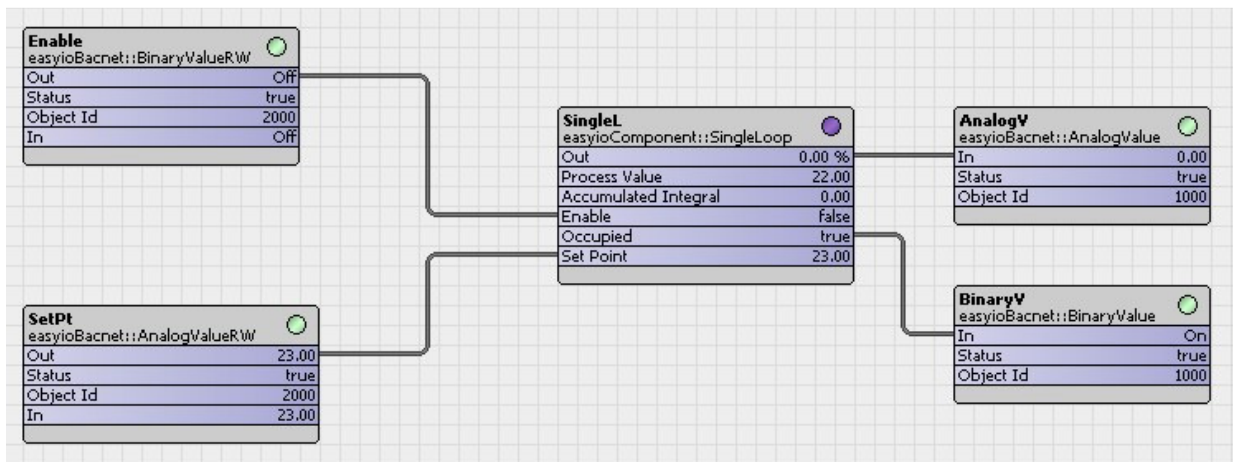 Enable
easyioBacnet::BinaryValueRW
Out Off
Status true
Object Id 2000
In Off
SetPt
easyioBacnet::AnalogValueRW
Out 23.00
Status true
Object Id 2000
In 23.00
SingleL
easyioComponent::SingleLoop
Out 0.00 %
Process Value 22.00
Accumulated Integral 0.00
Enable false
Occupied true
Set Point 23.00
AnalogV
easyioBacnet::AnalogValue
In 0.00
Status true
Object Id 1000
BinaryV
easyioBacnet::BinaryValue
In On
Status true
Object Id 1000